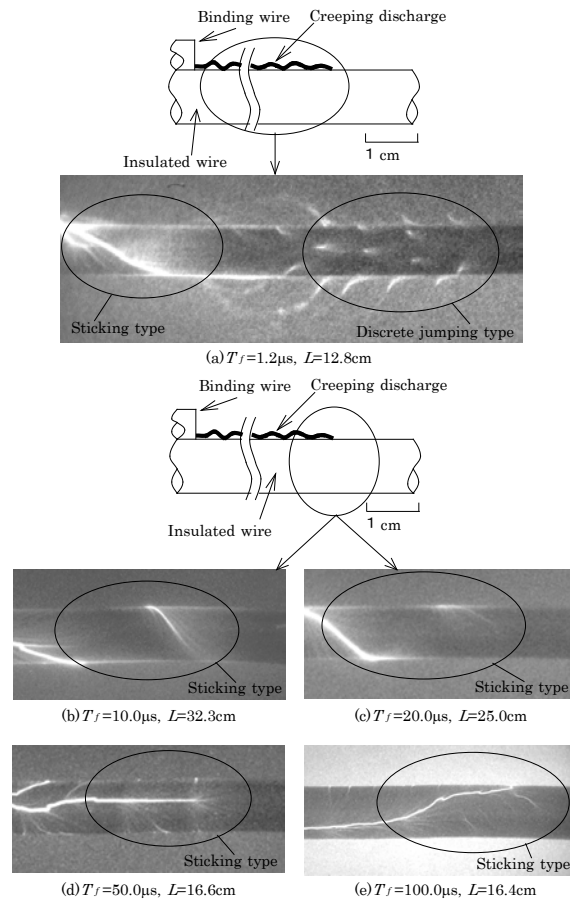 Binding wire
Creeping discharge
Insulated wire
1 cm
Sticking type
Discrete jumping type
(a) Tf=1.2μs, L=12.8cm
Binding wire
Creeping discharge
Insulated wire
1 cm
Sticking type
Sticking type
(b) Tf=10.0μs, L=32.3cm
(c) Tf=20.0μs, L=25.0cm
Sticking type
Sticking type
(d) Tf=50.0μs, L=16.6cm
(e) Tf=100.0μs, L=16.4cm